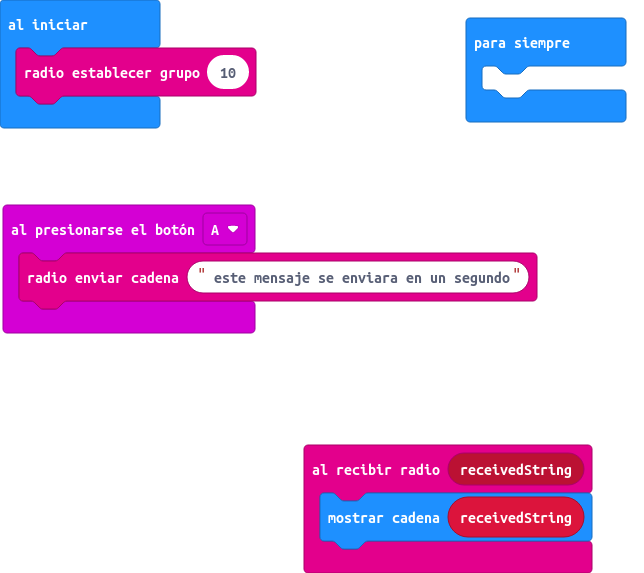 al iniciar
para siempre
radio establecer grupo 10
al presionarse el botón A
radio enviar cadena " este mensaje se enviara en un segundo"
al recibir radio receivedString
mostrar cadena receivedString